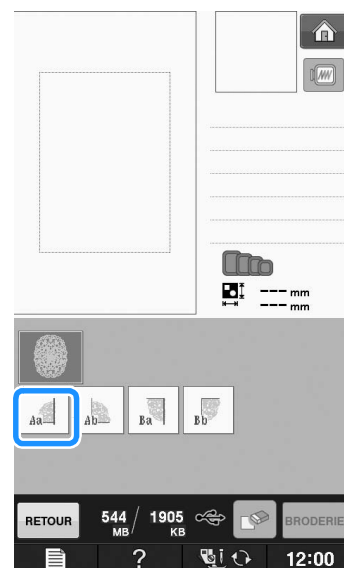 --- mm
--- mm
Aa Ab Ba Bb
RETOUR 544 MB / 1905 KB BRODERIE
? 12:00